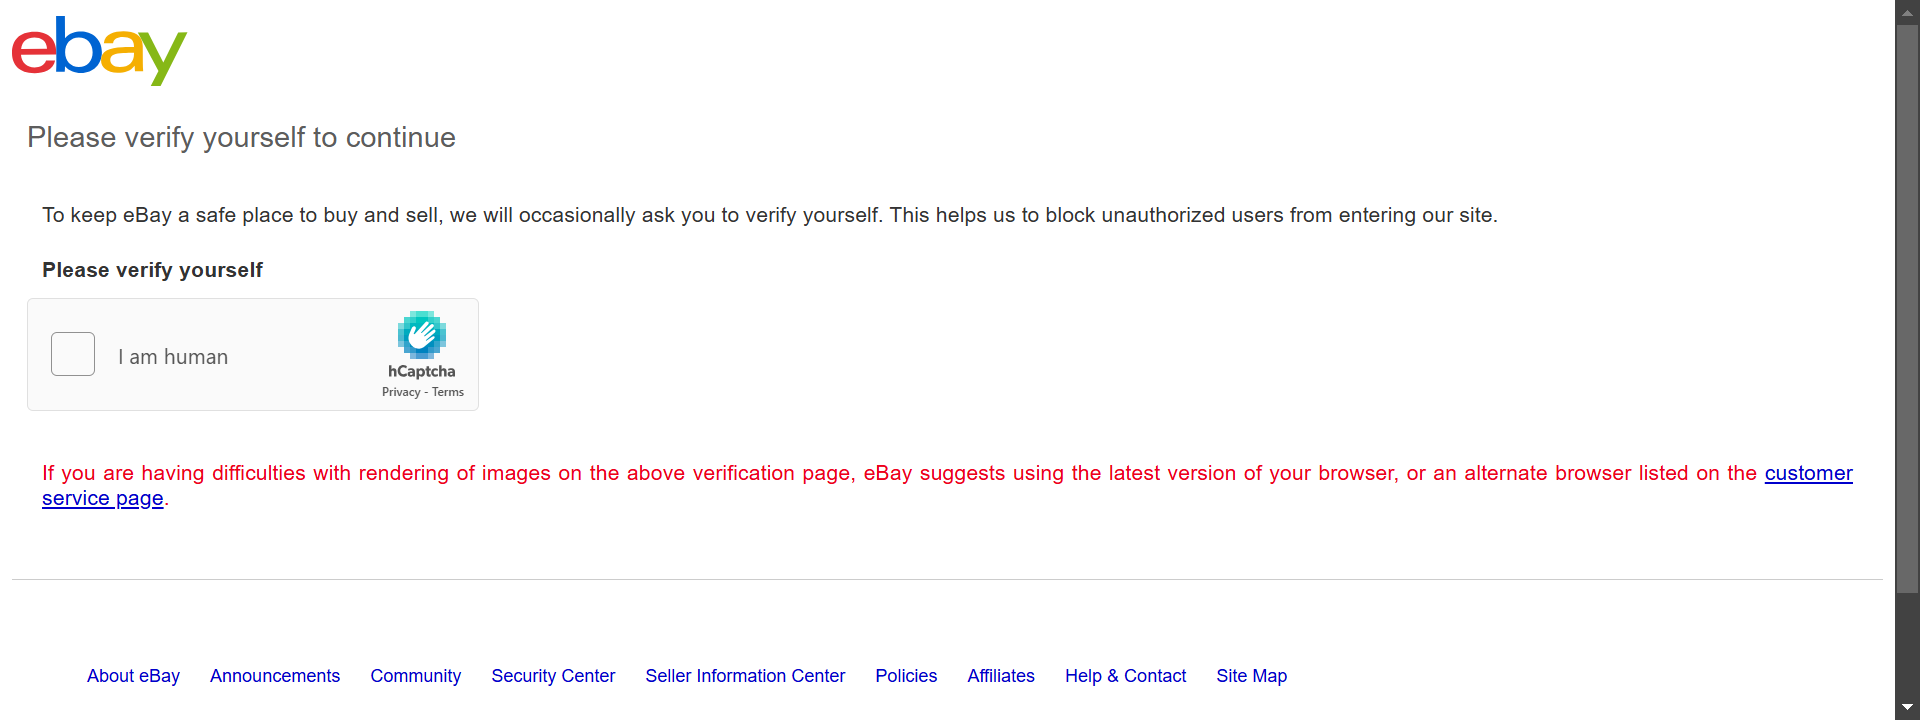 ebay
Please verify yourself to continue
To keep eBay a safe place to buy and sell, we will occasionally ask you to verify yourself. This helps us to block unauthorized users from entering our site.
Please verify yourself
I am human
hCaptcha
Privacy - Terms
If you are having difficulties with rendering of images on the above verification page, eBay suggests using the latest version of your browser, or an alternate browser listed on the customer
service page.
About eBay Announcements Community Security Center Seller Information Center Policies Affiliates Help & Contact Site Map